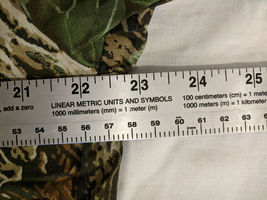 21 22 23 24 25
, add a zero LINEAR METRIC UNITS AND SYMBOLS 100 centimeters (cm) = 1 meter
1000 millimeters (mm) = 1 meter (m) 1000 meters (m) = 1 kilometer
53 54 55 56 57 58 59 60 61 62 63